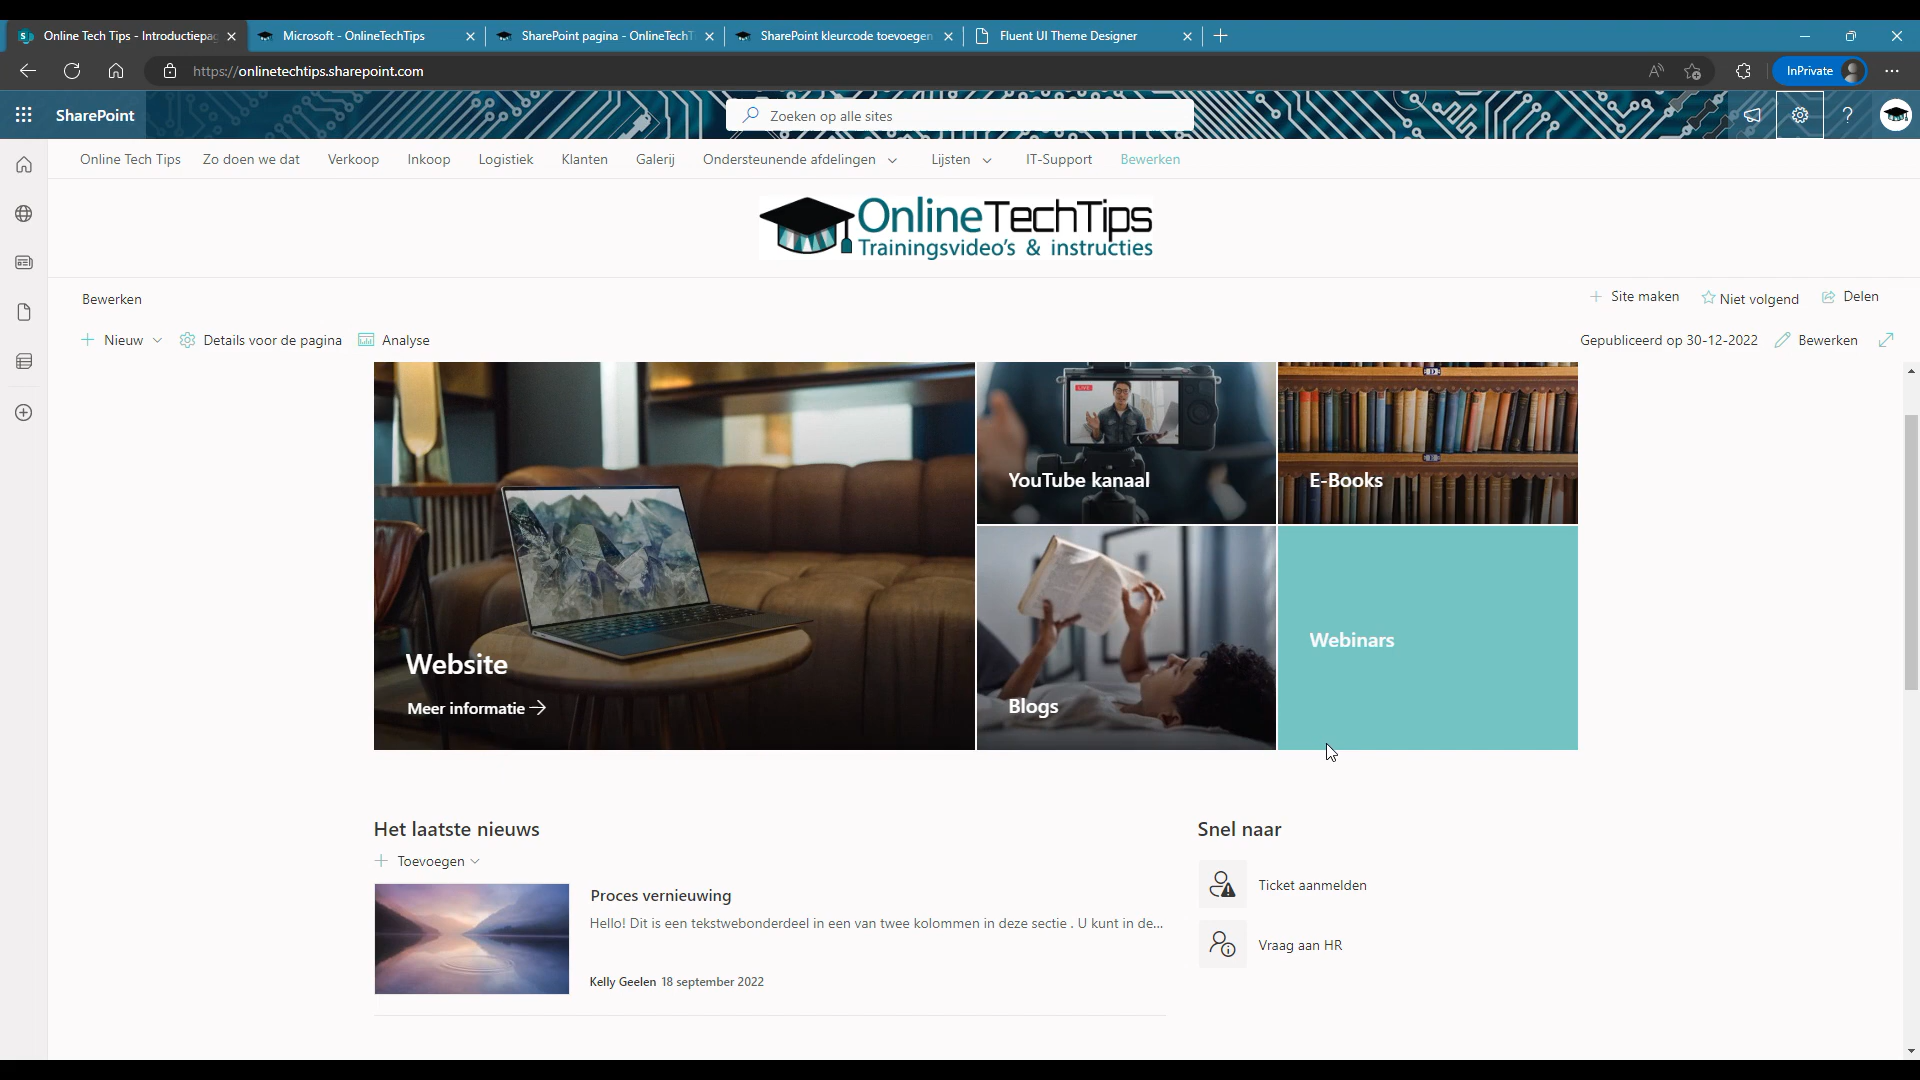 Online Tech Tips - Introductiepag
Microsoft - OnlineTechTips
SharePoint pagina - OnlineTechT
SharePoint kleurcode toevoegen
Fluent UI Theme Designer
https://onlinetechtips.sharepoint.com
InPrivate
SharePoint
Zoeken op alle sites
Online Tech Tips
Zo doen we dat
Verkoop
Inkoop
Logistiek
Klanten
Galerij
Ondersteunende afdelingen
Lijsten
IT-Support
Bewerken
OnlineTechTips
Trainingsvideo's & instructies
Bewerken
Site maken
Niet volgend
Delen
Nieuw
Details voor de pagina
Analyse
Gepubliceerd op 30-12-2022
Bewerken
LIVE
YouTube kanaal
E-Books
Website
Meer informatie
Blogs
Webinars
Het laatste nieuws
Toevoegen
Proces vernieuwing
Hello! Dit is een tekstwebonderdeel in een van twee kolommen in deze sectie . U kunt in de...
Kelly Geelen 18 september 2022
Snel naar
Ticket aanmelden
Vraag aan HR